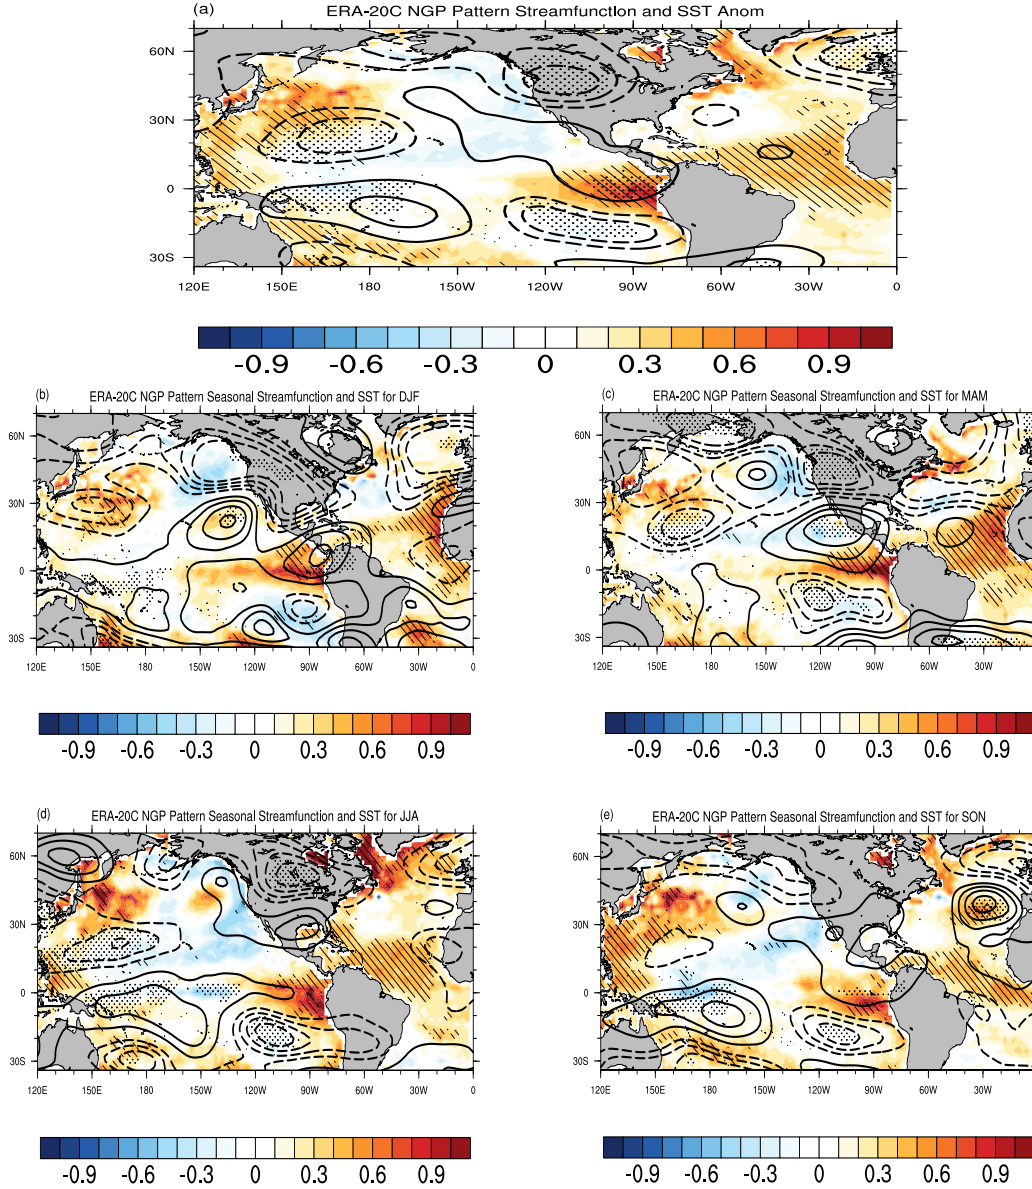 (a) ERA-20C NGP Pattern Streamfunction and SST Anom
60N
30N
0
30S
120E 150E 180 150W 120W 90W 60W 30W 0
-0.9 -0.6 -0.3 0 0.3 0.6 0.9
(b) ERA-20C NGP Pattern Seasonal Streamfunction and SST for DJF
60N
30N
0
30S
120E 150E 180 150W 120W 90W 60W 30W 0
-0.9 -0.6 -0.3 0 0.3 0.6 0.9
(c) ERA-20C NGP Pattern Seasonal Streamfunction and SST for MAM
60N
30N
0
30S
120E 150E 180 150W 120W 90W 60W 30W
-0.9 -0.6 -0.3 0 0.3 0.6 0.9
(d) ERA-20C NGP Pattern Seasonal Streamfunction and SST for JJA
60N
30N
0
30S
120E 150E 180 150W 120W 90W 60W 30W 0
-0.9 -0.6 -0.3 0 0.3 0.6 0.9
(e) ERA-20C NGP Pattern Seasonal Streamfunction and SST for SON
60N
30N
0
30S
120E 150E 180 150W 120W 90W 60W 30W
-0.9 -0.6 -0.3 0 0.3 0.6 0.9